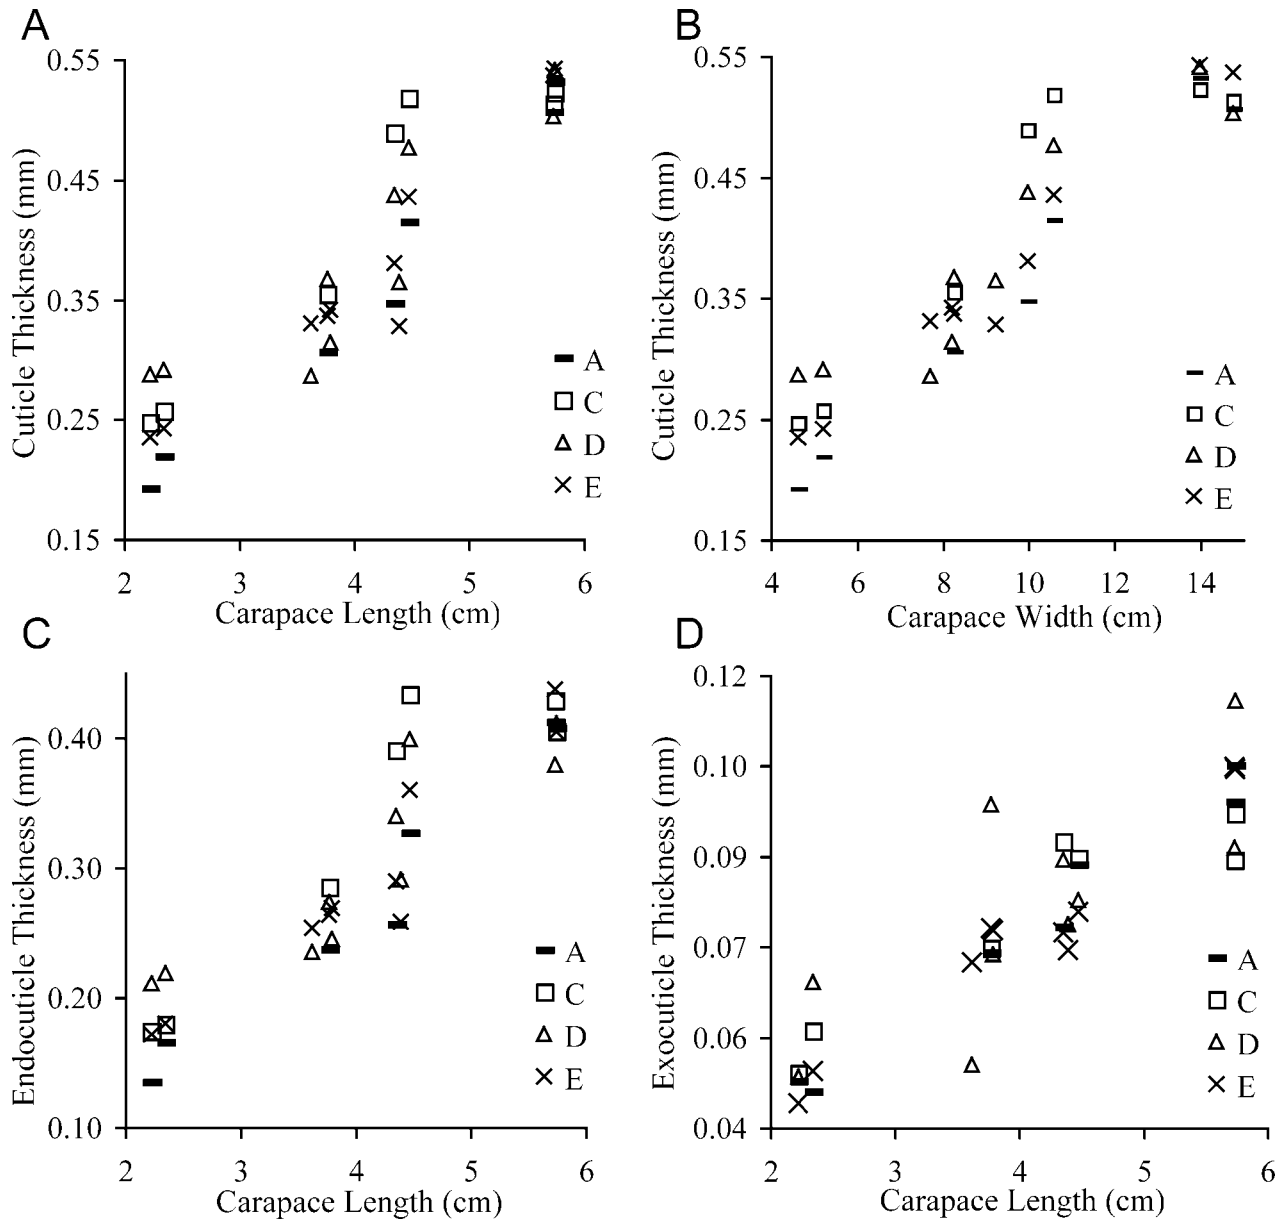 A
0.55
0.45
0.35
0.25
0.15
Cuticle Thickness (mm)
2 3 4 5 6
Carapace Length (cm)
A
C
D
E
B
0.55
0.45
0.35
0.25
0.15
Cuticle Thickness (mm)
4 6 8 10 12 14
Carapace Width (cm)
A
C
D
E
C
0.40
0.30
0.20
0.10
Endocuticle Thickness (mm)
2 3 4 5 6
Carapace Length (cm)
A
C
D
E
D
0.12
0.10
0.09
0.07
0.06
0.04
Exocuticle Thickness (mm)
2 3 4 5 6
Carapace Length (cm)
A
C
D
E